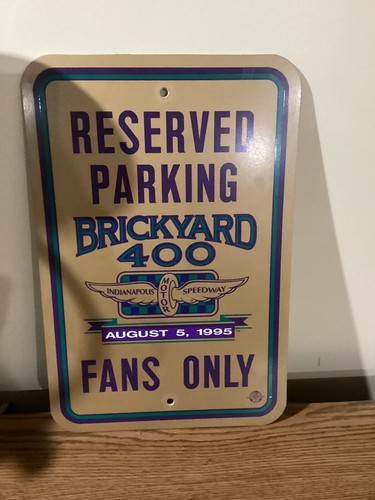 RESERVED
PARKING
BRICKYARD
400
INDIANAPOLIS MOTOR SPEEDWAY
AUGUST 5, 1995
FANS ONLY